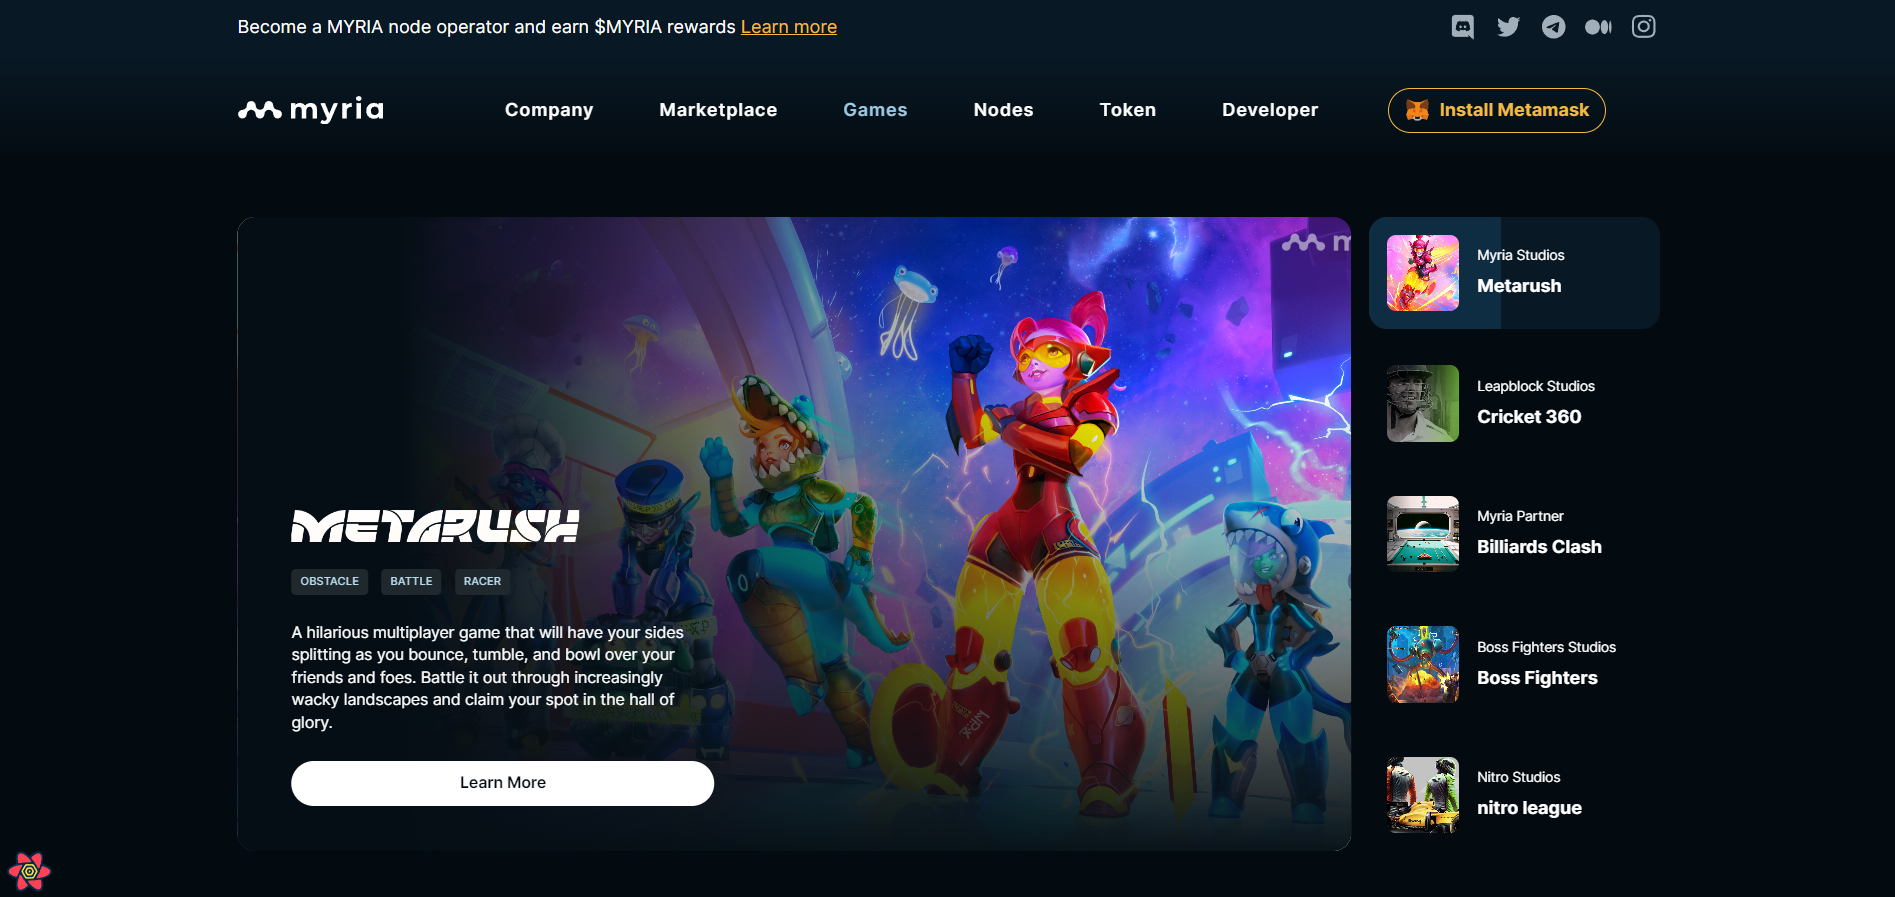 Become a MYRIA node operator and earn $MYRIA rewards Learn more
myria
Company
Marketplace
Games
Nodes
Token
Developer
Install Metamask
METARUSH
OBSTACLE
BATTLE
RACER
A hilarious multiplayer game that will have your sides
splitting as you bounce, tumble, and bowl over your
friends and foes. Battle it out through increasingly
wacky landscapes and claim your spot in the hall of
glory.
Learn More
Myria Studios
Metarush
Leapblock Studios
Cricket 360
Myria Partner
Billiards Clash
Boss Fighters Studios
Boss Fighters
Nitro Studios
nitro league